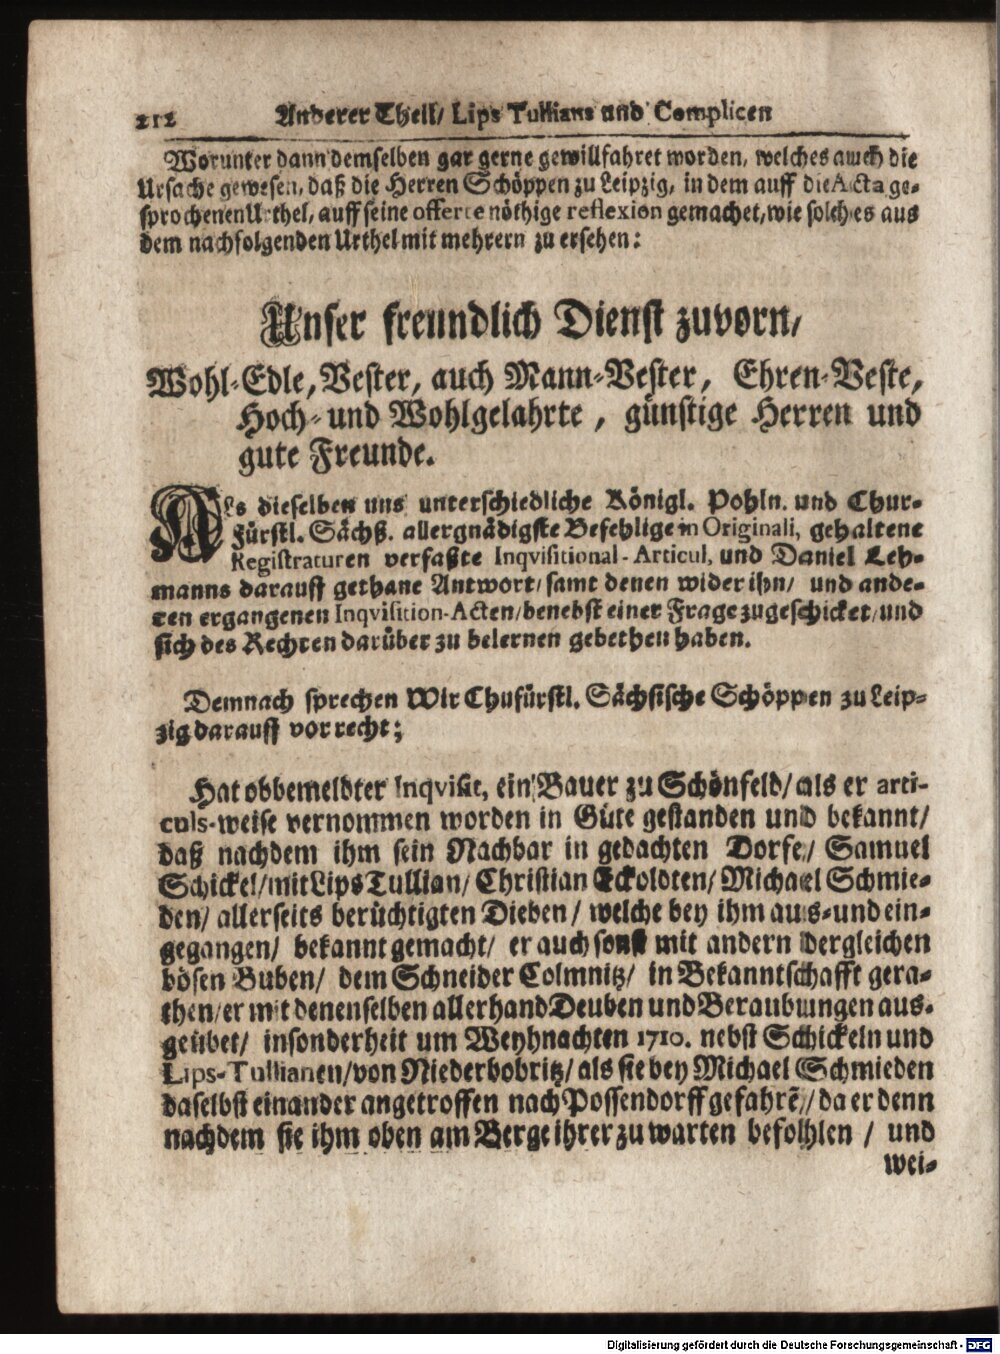 212 Anderer Theil/ Lips Tullians und Complicen
Worunter dann demselben gar gerne gewillfahret worden, welches auch die
Ursache gewesen, daß die Herren Schöppen zu Leipzig, in dem auff die Acta ge-
sprochenen Urthel, auff seine offerte nöthige reflexion gemachet, wie solches aus
dem nachfolgenden Urthel mit mehrern zu ersehen:
Unser freundlich Dienst zuvorn,
Wohl-Edle, Vester, auch Mann-Vester, Ehren-Veste,
Hoch- und Wohlgelahrte, günstige Herren und
gute Freunde.
Als dieselben uns unterschiedliche Königl. Pohln. und Chur-
Fürstl. Sächß. allergnädigste Befehlige in Originali, gehaltene
Registraturen verfaßte Inqvisitional-Articul, und Daniel Leh-
manns darauff gethane Antwort/ samt denen wider ihn/ und ande-
ren ergangenen Inqvisition-Acten/ benebst einer Frage zugeschicket/ und
sich des Rechten darüber zu belernen gebethen haben.
Demnach sprechen Wir Chufürstl. Sächsische Schöppen zu Leip-
zig darauff vor recht;
Hat obbemeldter Inqvisit, ein Bauer zu Schönfeld/ als er arti-
culs-weise vernommen worden in Güte gestanden und bekannt/
daß nachdem ihm sein Nachbar in gedachten Dorfe/ Samuel
Schickel/ mit Lips Tullian/ Christian Eckoldten/ Michael Schmie-
den/ allerseits berüchtigten Dieben/ welche bey ihm aus- und ein-
gegangen/ bekannt gemacht/ er auch sonst mit andern dergleichen
bösen Buben/ dem Schneider Colmnitz/ in Bekanntschafft gera-
then/ er mit denenselben allerhand Deuben und Beraubungen aus-
geübet/ insonderheit um Weyhnachten 1710. nebst Schickeln und
Lips-Tullianen/ von Niederbobritz/ als sie bey Michael Schmieden
daselbst einander angetroffen nach Possendorff gefahrē/ da er denn
nachdem sie ihm oben am Berge ihrer zu warten befohlen / und
wei-
Digitalisierung gefördert durch die Deutsche Forschungsgemeinschaft - DFG